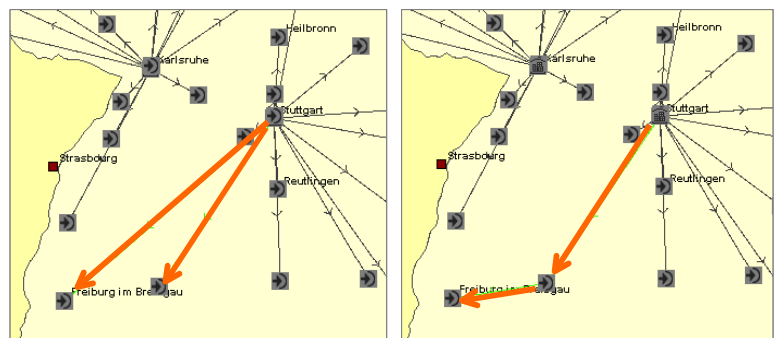 Heilbronn
Karlsruhe
Stuttgart
Strasbourg
Reutlingen
Freiburg im Breisgau
Heilbronn
Karlsruhe
Stuttgart
Strasbourg
Reutlingen
Freiburg im Breisgau